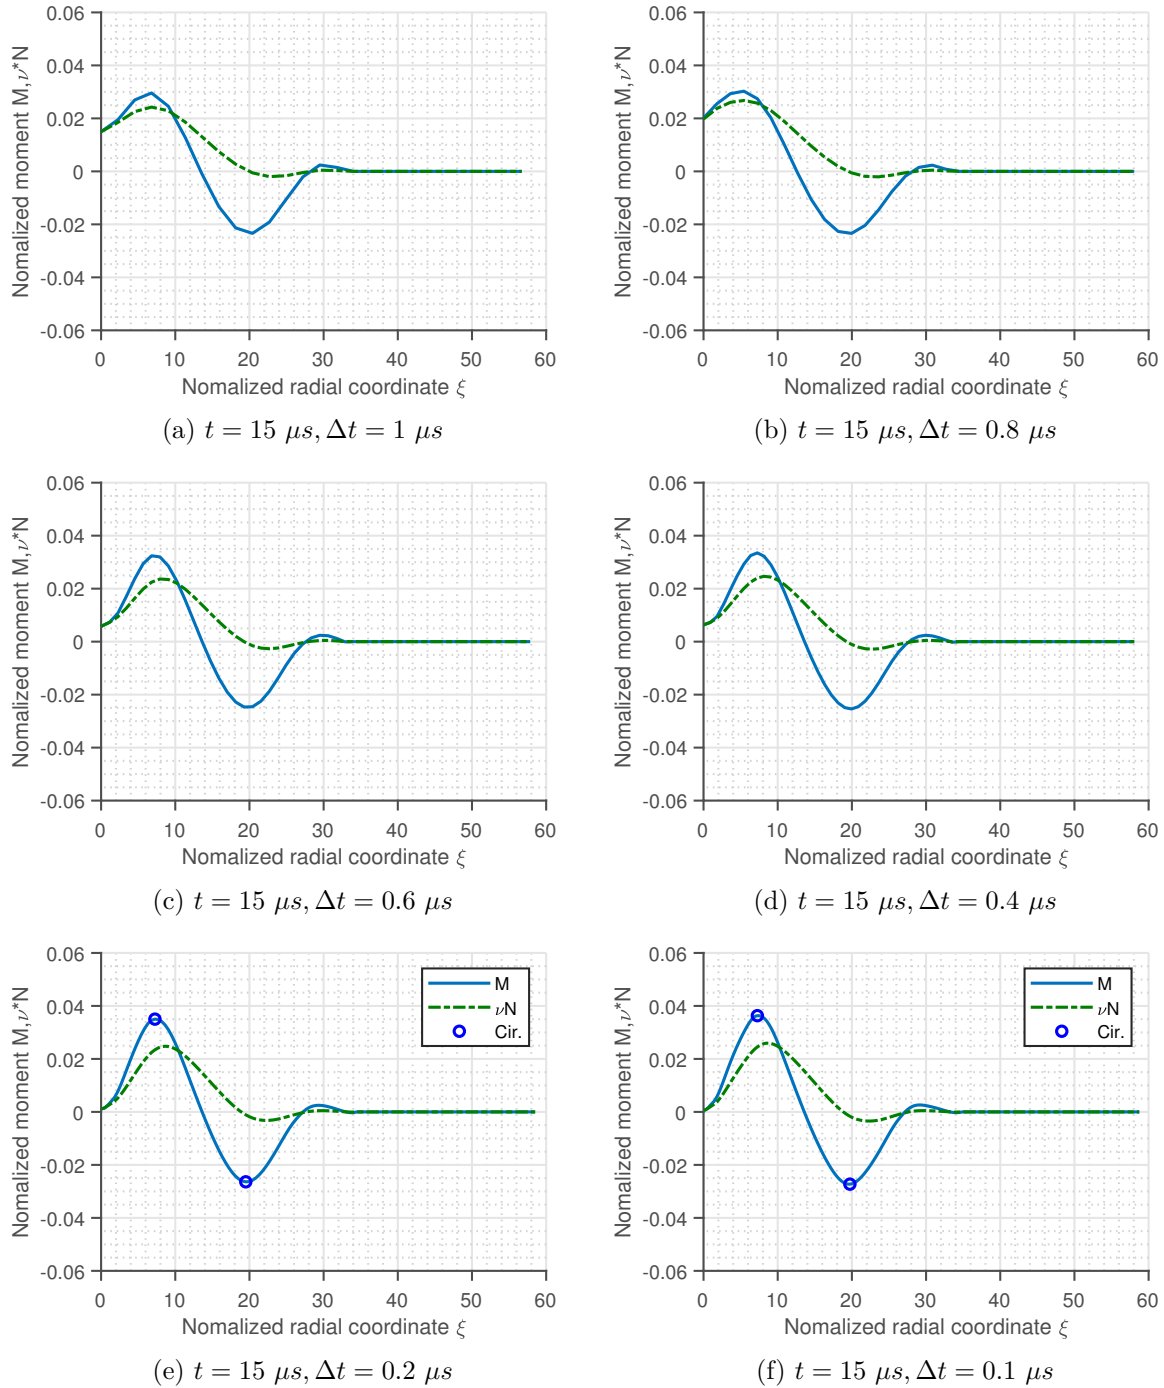 0.06
0.04
0.02
0
-0.02
-0.04
-0.06
Nomalized moment M,ν*N
0 10 20 30 40 50 60
Nomalized radial coordinate ξ
(a) t = 15 μs, Δt = 1 μs
0.06
0.04
0.02
0
-0.02
-0.04
-0.06
Nomalized moment M,ν*N
0 10 20 30 40 50 60
Nomalized radial coordinate ξ
(b) t = 15 μs, Δt = 0.8 μs
0.06
0.04
0.02
0
-0.02
-0.04
-0.06
Nomalized moment M,ν*N
0 10 20 30 40 50 60
Nomalized radial coordinate ξ
(c) t = 15 μs, Δt = 0.6 μs
0.06
0.04
0.02
0
-0.02
-0.04
-0.06
Nomalized moment M,ν*N
0 10 20 30 40 50 60
Nomalized radial coordinate ξ
(d) t = 15 μs, Δt = 0.4 μs
0.06
0.04
0.02
0
-0.02
-0.04
-0.06
Nomalized moment M,ν*N
M
νN
Cir.
0 10 20 30 40 50 60
Nomalized radial coordinate ξ
(e) t = 15 μs, Δt = 0.2 μs
0.06
0.04
0.02
0
-0.02
-0.04
-0.06
Nomalized moment M,ν*N
M
νN
Cir.
0 10 20 30 40 50 60
Nomalized radial coordinate ξ
(f) t = 15 μs, Δt = 0.1 μs